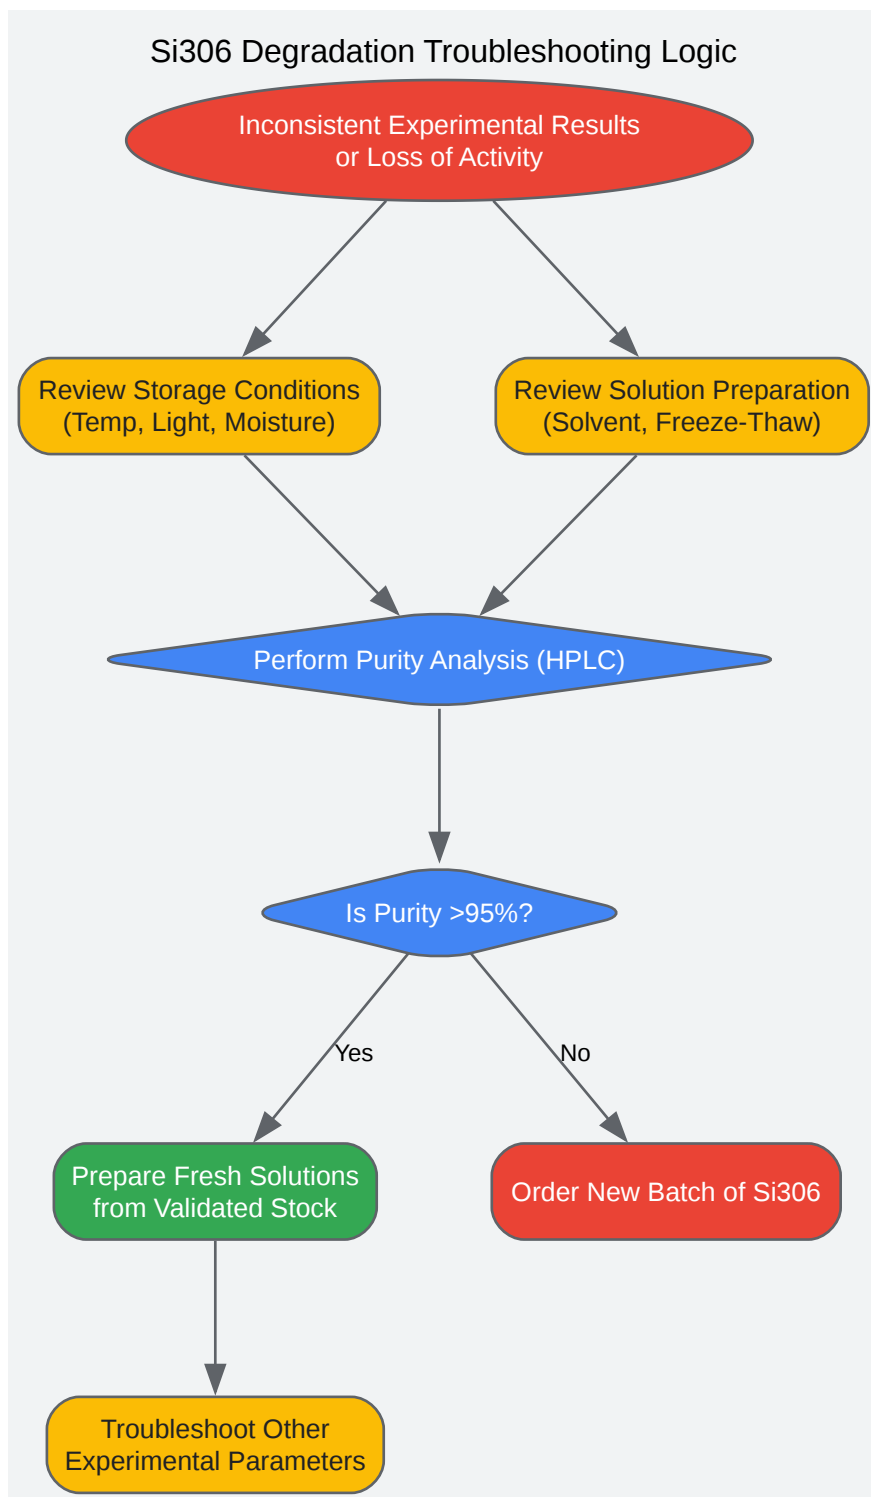 Si306 Degradation Troubleshooting Logic
Inconsistent Experimental Results
or Loss of Activity
Review Storage Conditions
(Temp, Light, Moisture)
Review Solution Preparation
(Solvent, Freeze-Thaw)
Perform Purity Analysis (HPLC)
Is Purity >95%?
Yes
No
Prepare Fresh Solutions
from Validated Stock
Order New Batch of Si306
Troubleshoot Other
Experimental Parameters